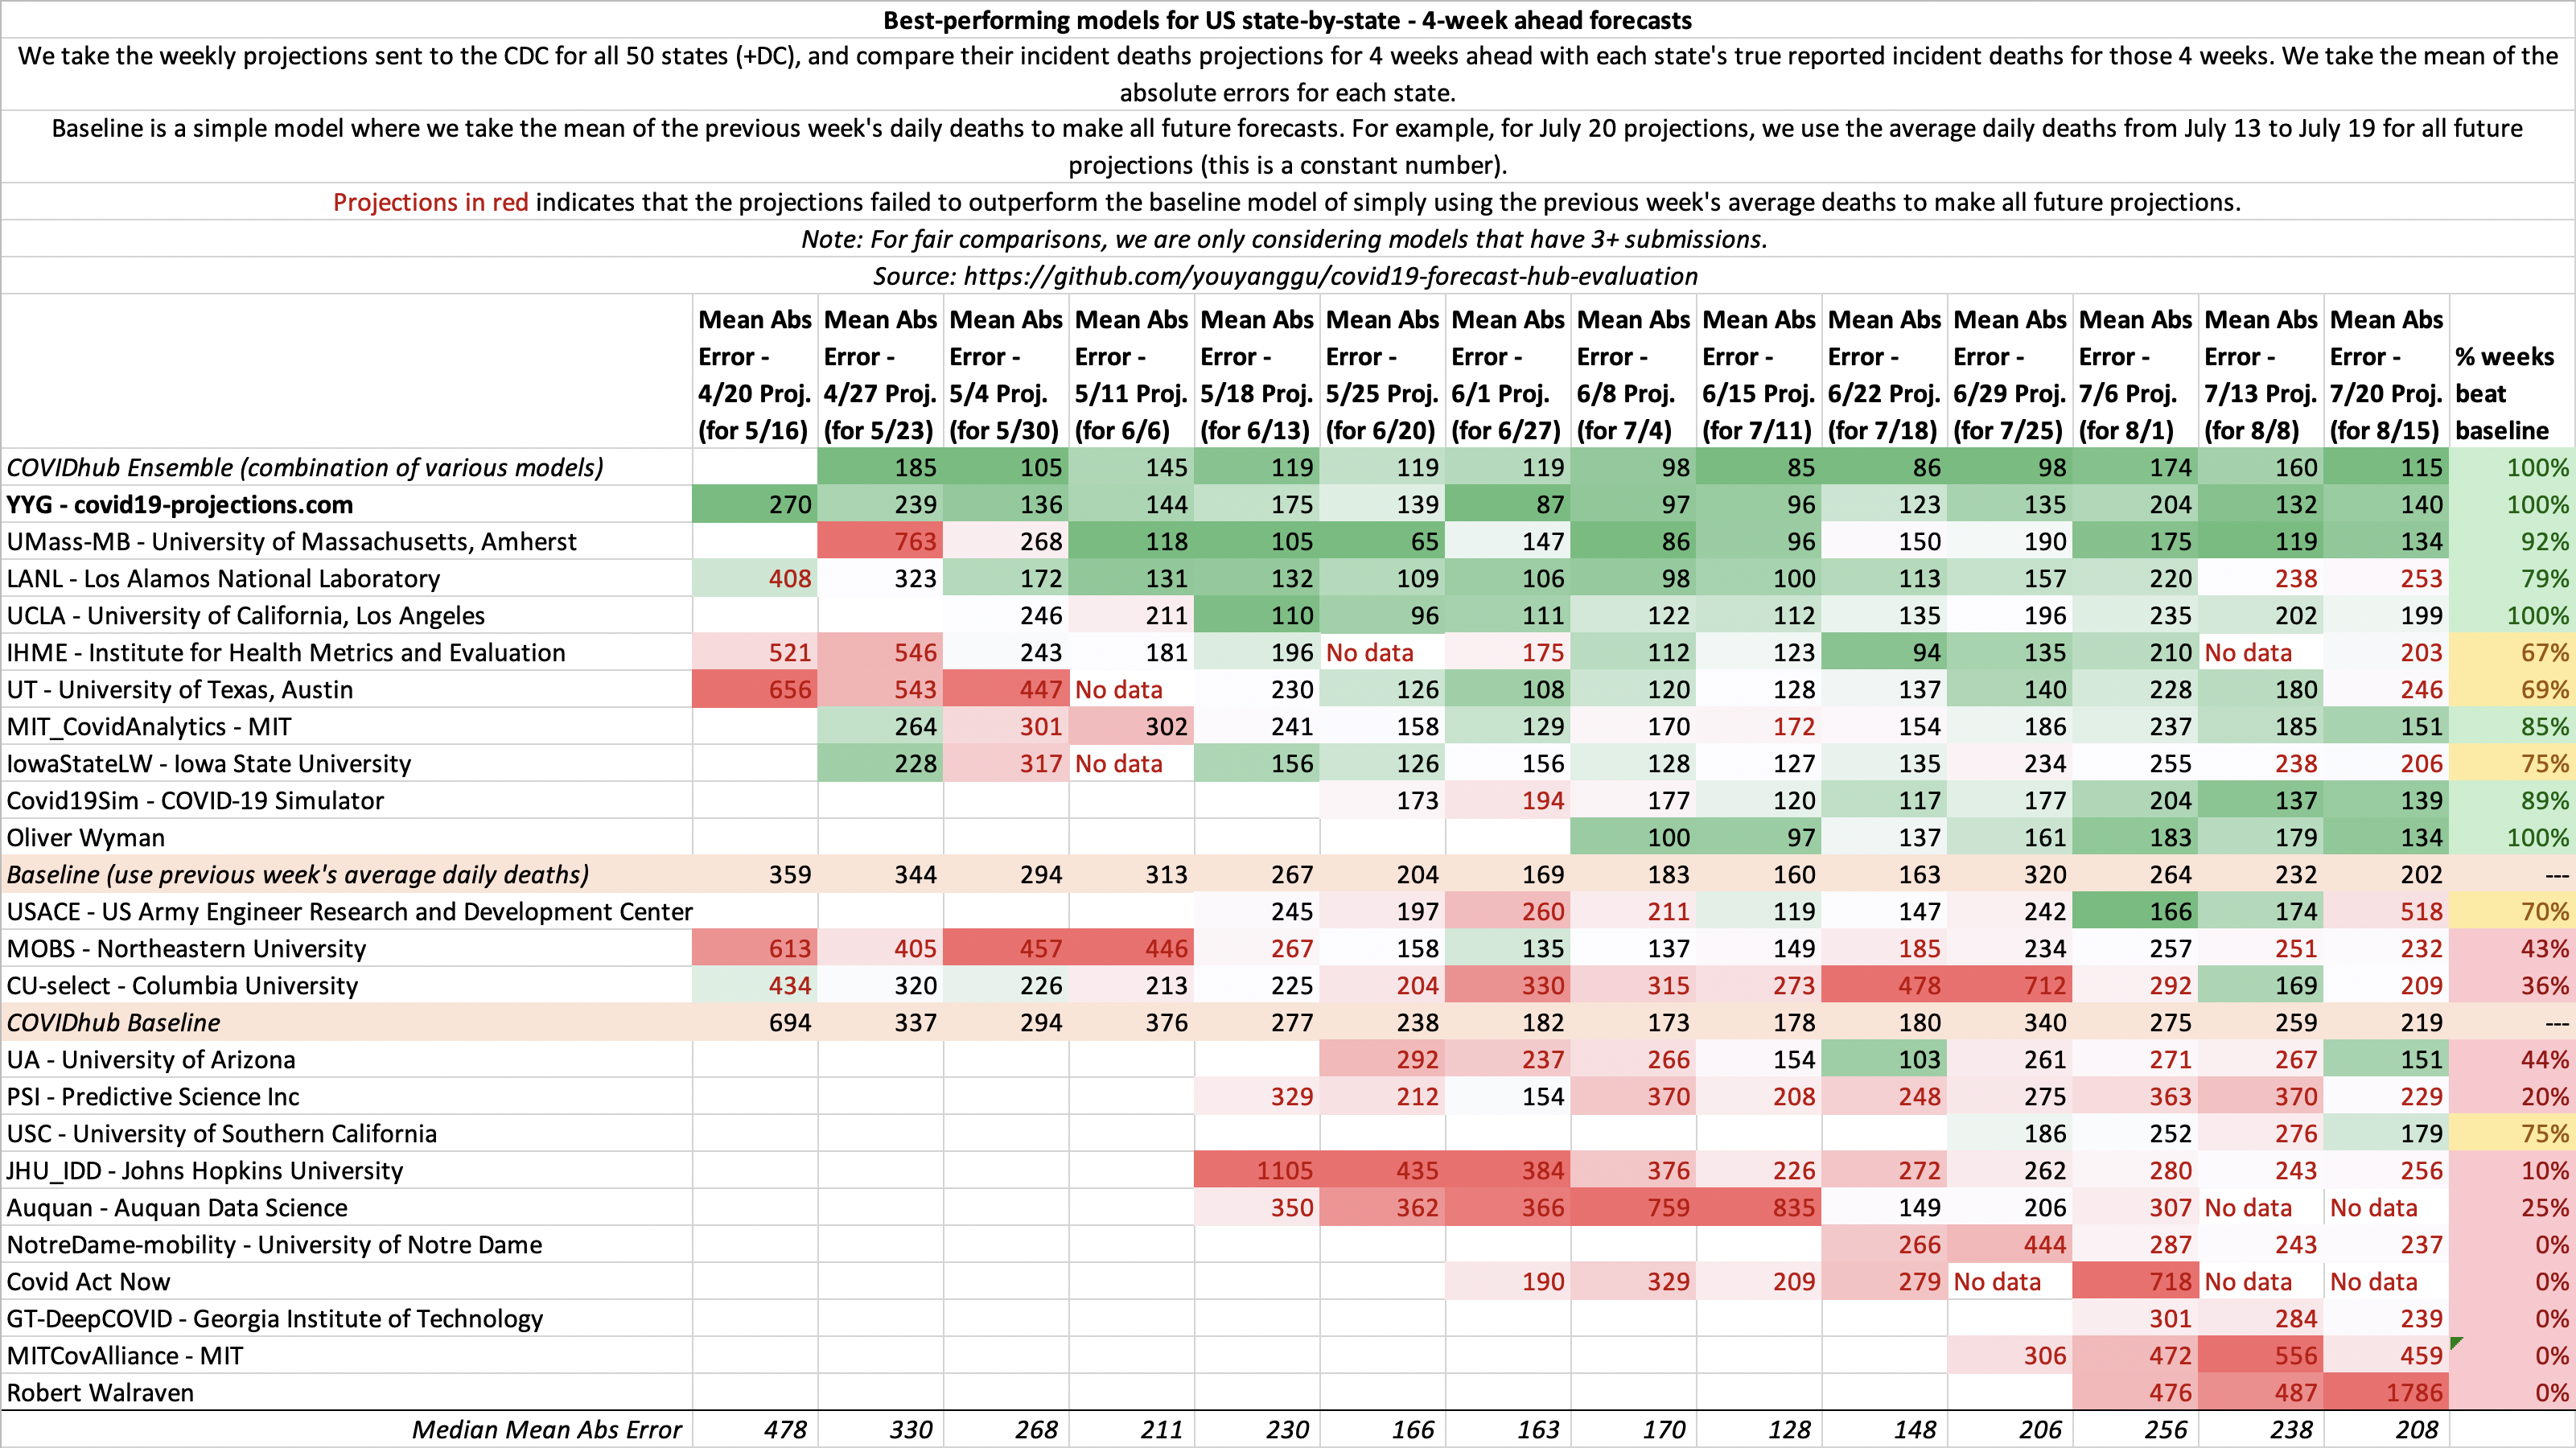 Best-performing models for US state-by-state - 4-week ahead forecasts
We take the weekly projections sent to the CDC for all 50 states (+DC), and compare their incident deaths projections for 4 weeks ahead with each state's true reported incident deaths for those 4 weeks. We take the mean of the
absolute errors for each state.
Baseline is a simple model where we take the mean of the previous week's daily deaths to make all future forecasts. For example, for July 20 projections, we use the average daily deaths from July 13 to July 19 for all future
projections (this is a constant number).
Projections in red indicates that the projections failed to outperform the baseline model of simply using the previous week's average deaths to make all future projections.
Note: For fair comparisons, we are only considering models that have 3+ submissions.
Source: https://github.com/youyanggu/covid19-forecast-hub-evaluation
Mean Abs Mean Abs Mean Abs Mean Abs Mean Abs Mean Abs Mean Abs Mean Abs Mean Abs Mean Abs Mean Abs Mean Abs Mean Abs Mean Abs
Error - Error - Error - Error - Error - Error - Error - Error - Error - Error - Error - Error - Error - Error - % weeks
4/20 Proj. 4/27 Proj. 5/4 Proj. 5/11 Proj. 5/18 Proj. 5/25 Proj. 6/1 Proj. 6/8 Proj. 6/15 Proj. 6/22 Proj. 6/29 Proj. 7/6 Proj. 7/13 Proj. 7/20 Proj. beat
(for 5/16) (for 5/23) (for 5/30) (for 6/6) (for 6/13) (for 6/20) (for 6/27) (for 7/4) (for 7/11) (for 7/18) (for 7/25) (for 8/1) (for 8/8) (for 8/15) baseline
COVIDhub Ensemble (combination of various models) 185 105 145 119 119 119 98 85 86 98 174 160 115 100%
YYG - covid19-projections.com 270 239 136 144 175 139 87 97 96 123 135 204 132 140 100%
UMass-MB - University of Massachusetts, Amherst 763 268 118 105 65 147 86 96 150 190 175 119 134 92%
LANL - Los Alamos National Laboratory 408 323 172 131 132 109 106 98 100 113 157 220 238 253 79%
UCLA - University of California, Los Angeles 246 211 110 96 111 122 112 135 196 235 202 199 100%
IHME - Institute for Health Metrics and Evaluation 521 546 243 181 196 No data 175 112 123 94 135 210 No data 203 67%
UT - University of Texas, Austin 656 543 447 No data 230 126 108 120 128 137 140 228 180 246 69%
MIT_CovidAnalytics - MIT 264 301 302 241 158 129 170 172 154 186 237 185 151 85%
IowaStateLW - Iowa State University 228 317 No data 156 126 156 128 127 135 234 255 238 206 75%
Covid19Sim - COVID-19 Simulator 173 194 177 120 117 177 204 137 139 89%
Oliver Wyman 100 97 137 161 183 179 134 100%
Baseline (use previous week's average daily deaths) 359 344 294 313 267 204 169 183 160 163 320 264 232 202 ---
USACE - US Army Engineer Research and Development Center 245 197 260 211 119 147 242 166 174 518 70%
MOBS - Northeastern University 613 405 457 446 267 158 135 137 149 185 234 257 251 232 43%
CU-select - Columbia University 434 320 226 213 225 204 330 315 273 478 712 292 169 209 36%
COVIDhub Baseline 694 337 294 376 277 238 182 173 178 180 340 275 259 219 ---
UA - University of Arizona 292 237 266 154 103 261 271 267 151 44%
PSI - Predictive Science Inc 329 212 154 370 208 248 275 363 370 229 20%
USC - University of Southern California 186 252 276 179 75%
JHU_IDD - Johns Hopkins University 1105 435 384 376 226 272 262 280 243 256 10%
Auquan - Auquan Data Science 350 362 366 759 835 149 206 307 No data No data 25%
NotreDame-mobility - University of Notre Dame 266 444 287 243 237 0%
Covid Act Now 190 329 209 279 No data 718 No data No data 0%
GT-DeepCOVID - Georgia Institute of Technology 301 284 239 0%
MITCovAlliance - MIT 306 472 556 459 0%
Robert Walraven 476 487 1786 0%
Median Mean Abs Error 478 330 268 211 230 166 163 170 128 148 206 256 238 208